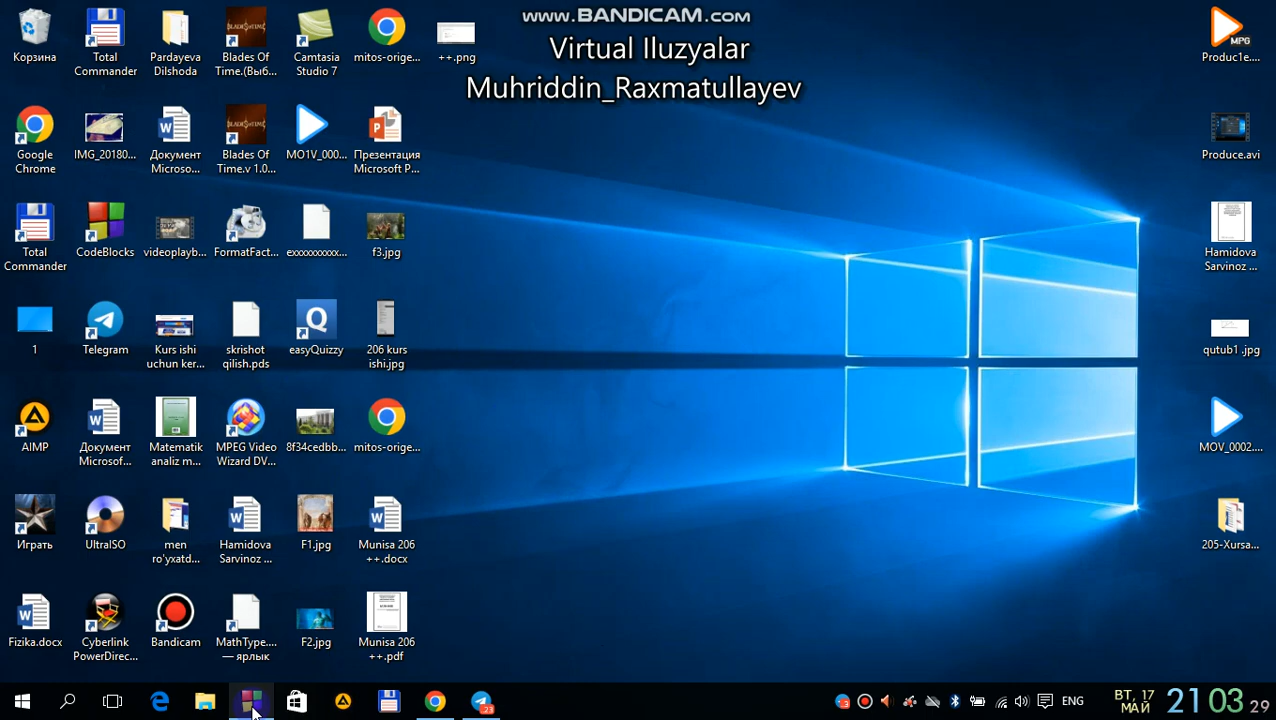 www.BANDICAM.com
Virtual Iluzyalar
Muhriddin_Raxmatullayev
Корзина
Total
Commander
Pardayeva
Dilshoda
Blades Of
Time.(Выб...
Camtasia
Studio 7
mitos-orige...
++.png
MPG
Produc1e....
Google
Chrome
IMG_20180...
Документ
Microso...
Blades Of
Time.v 1.0...
MO1V_000...
Презентация
Microsoft P...
Produce.avi
Total
Commander
CodeBlocks
videoplayb...
FormatFact...
exxxxxxxxxx...
f3.jpg
Hamidova
Sarvinoz ...
1
Telegram
Kurs ishi
uchun ker...
skrishot
qilish.pds
Q
easyQuizzy
206 kurs
ishi.jpg
qutub1 .jpg
AIMP
Документ
Microsof...
Matematik
analiz m...
MPEG Video
Wizard DV...
8f34cedbb...
mitos-orige...
MOV_0002....
Играть
UltraISO
men
ro'yxatd...
Hamidova
Sarvinoz ...
F1.jpg
Munisa 206
++.docx
205-Xursa...
Fizika.docx
Cyberlink
PowerDirec...
Bandicam
MathType....
— ярлык
F2.jpg
Munisa 206
++.pdf
23
ENG
ВТ, 17
МАЙ
21 03 29